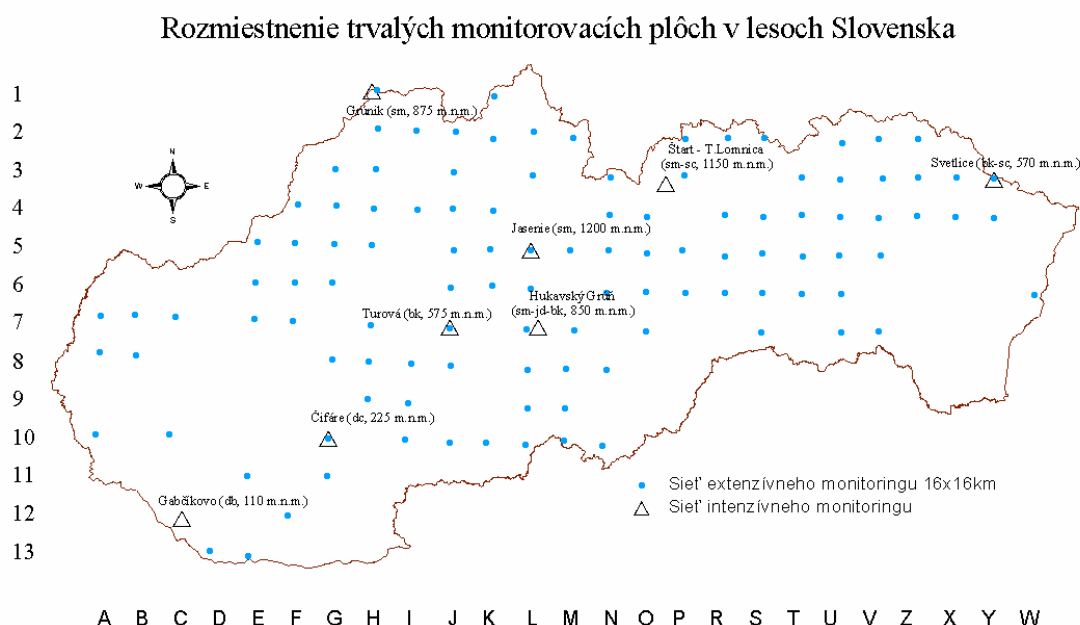 Rozmiestnenie trvalých monitorovacích plôch v lesoch Slovenska
1
Grúnik (sm, 875 m.n.m.)
2
Štart - T.Lomnica
(sm-sc, 1150 m.n.m.)
Svetlice (bk-sc, 570 m.n.m.)
3
N
W
E
S
4
Jasenie (sm, 1200 m.n.m.)
5
6
Hukavský Grúň
(sm-jd-bk, 850 m.n.m.)
Turová (bk, 575 m.n.m.)
7
8
9
Čifáre (dc, 225 m.n.m.)
10
11
Sieť extenzívneho monitoringu 16x16km
Gabčíkovo (db, 110 m.n.m.)
Sieť intenzívneho monitoringu
12
13
A B C D E F G H I J K L M N O P R S T U V Z X Y W